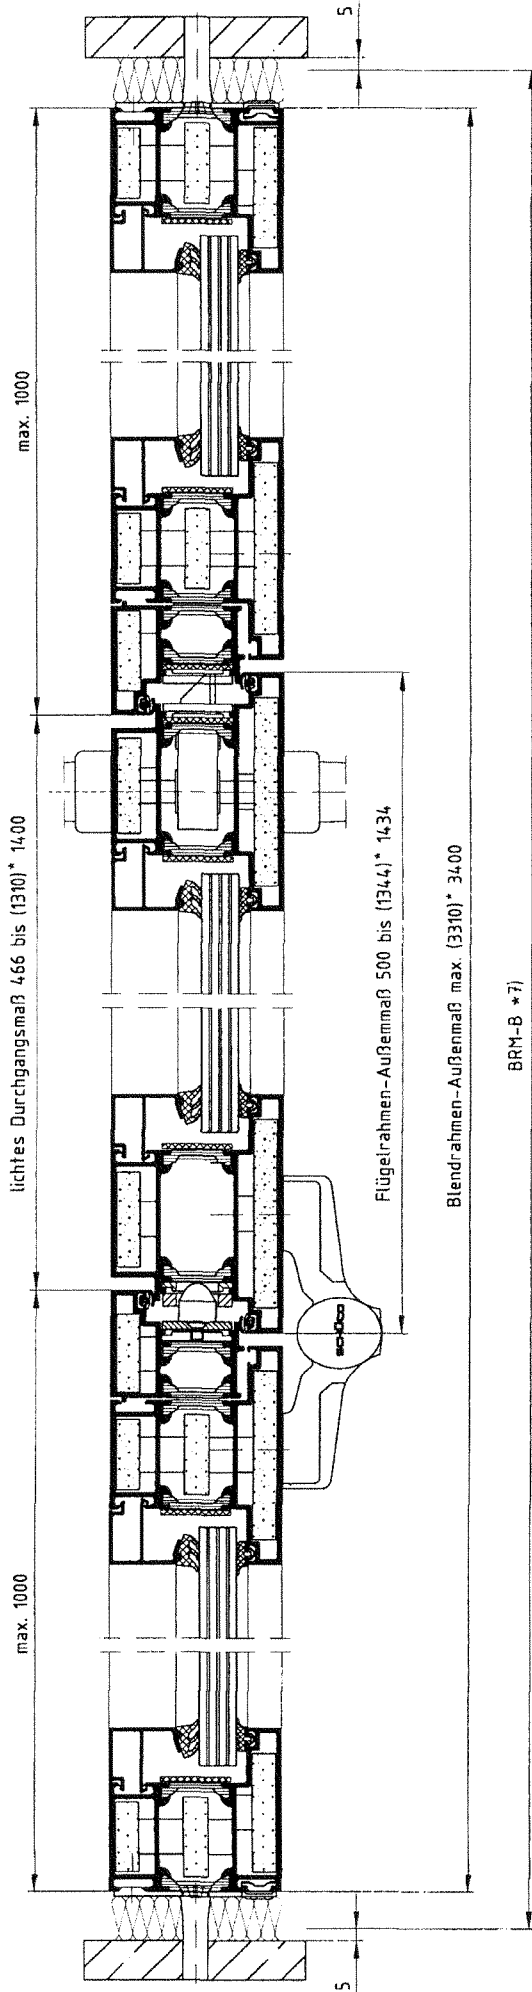 5
max. 1000
lichtes Durchgangsmaß 466 bis (1310)* 1400
max. 1000
Flügelrahmen-Außenmaß 500 bis (1344)* 1434
Blendrahmen-Außenmaß max. (3310)* 3400
BRM-B *7)
SCHÜCO
5